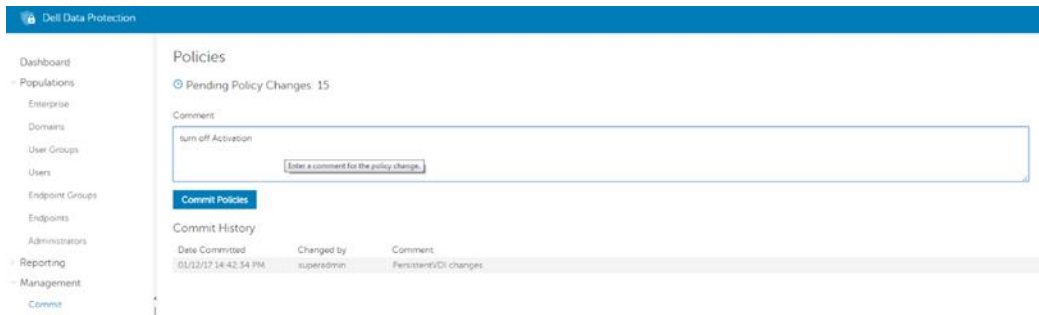 Dell Data Protection
Dashboard
Populations
Enterprise
Domains
User Groups
Users
Endpoint Groups
Endpoints
Administrators
Reporting
Management
Commit
Policies
Pending Policy Changes: 15
Comment
turn off Activation
Enter a comment for the policy change.
Commit Policies
Commit History
Date Committed Changed by Comment
01/12/17 14:42:34 PM superadmin PersistentVDI changes